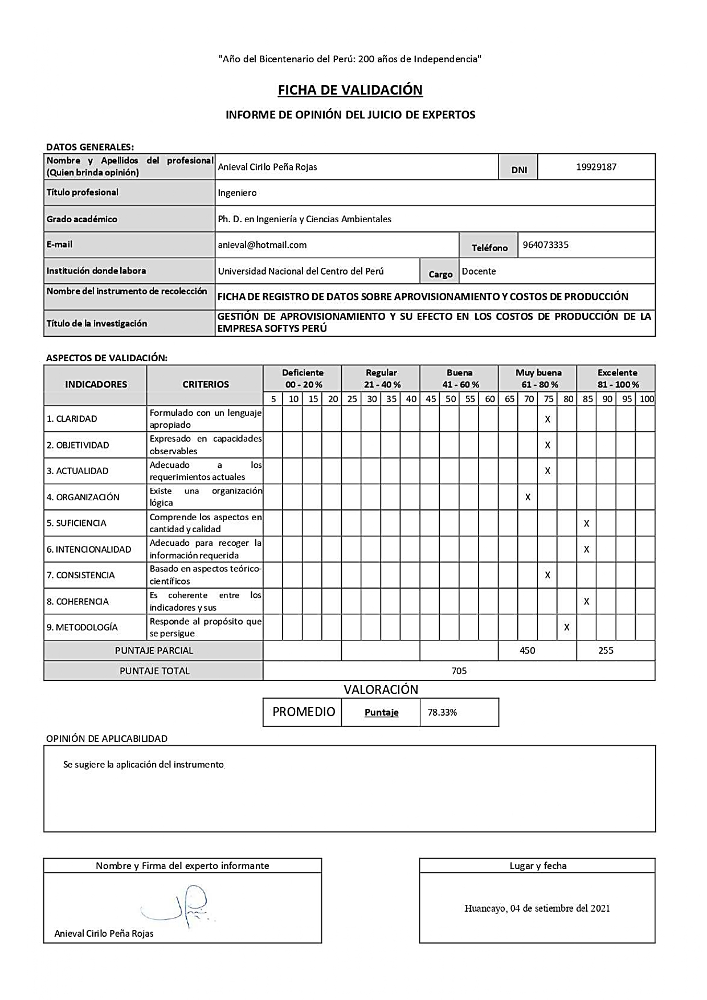 "Año del Bicentenario del Perú: 200 años de Independencia"
FICHA DE VALIDACIÓN
INFORME DE OPINIÓN DEL JUICIO DE EXPERTOS
DATOS GENERALES:
Nombre y Apellidos del profesional
(Quien brinda opinión)
Anieval Cirilo Peña Rojas
DNI
19929187
Título profesional
Ingeniero
Grado académico
Ph. D. en Ingeniería y Ciencias Ambientales
E-mail
anieval@hotmail.com
Teléfono
964073335
Institución donde labora
Universidad Nacional del Centro del Perú
Cargo
Docente
Nombre del instrumento de recolección
FICHA DE REGISTRO DE DATOS SOBRE APROVISIONAMIENTO Y COSTOS DE PRODUCCIÓN
Título de la investigación
GESTIÓN DE APROVISIONAMIENTO Y SU EFECTO EN LOS COSTOS DE PRODUCCIÓN DE LA
EMPRESA SOFTYS PERÚ
ASPECTOS DE VALIDACIÓN:
INDICADORES
CRITERIOS
Deficiente
00 - 20 %
Regular
21 - 40 %
Buena
41 - 60 %
Muy buena
61 - 80 %
Excelente
81 - 100 %
5 10 15 20 25 30 35 40 45 50 55 60 65 70 75 80 85 90 95 100
1. CLARIDAD
Formulado con un lenguaje
apropiado
X
2. OBJETIVIDAD
Expresado en capacidades
observables
X
3. ACTUALIDAD
Adecuado a los
requerimientos actuales
X
4. ORGANIZACIÓN
Existe una organización
lógica
X
5. SUFICIENCIA
Comprende los aspectos en
cantidad y calidad
X
6. INTENCIONALIDAD
Adecuado para recoger la
información requerida
X
7. CONSISTENCIA
Basado en aspectos teórico-
científicos
X
8. COHERENCIA
Es coherente entre los
indicadores y sus
X
9. METODOLOGÍA
Responde al propósito que
se persigue
X
PUNTAJE PARCIAL
450
255
PUNTAJE TOTAL
705
VALORACIÓN
PROMEDIO
Puntaje
78.33%
OPINIÓN DE APLICABILIDAD
Se sugiere la aplicación del instrumento
Nombre y Firma del experto informante
Anieval Cirilo Peña Rojas
Lugar y fecha
Huancayo, 04 de setiembre del 2021